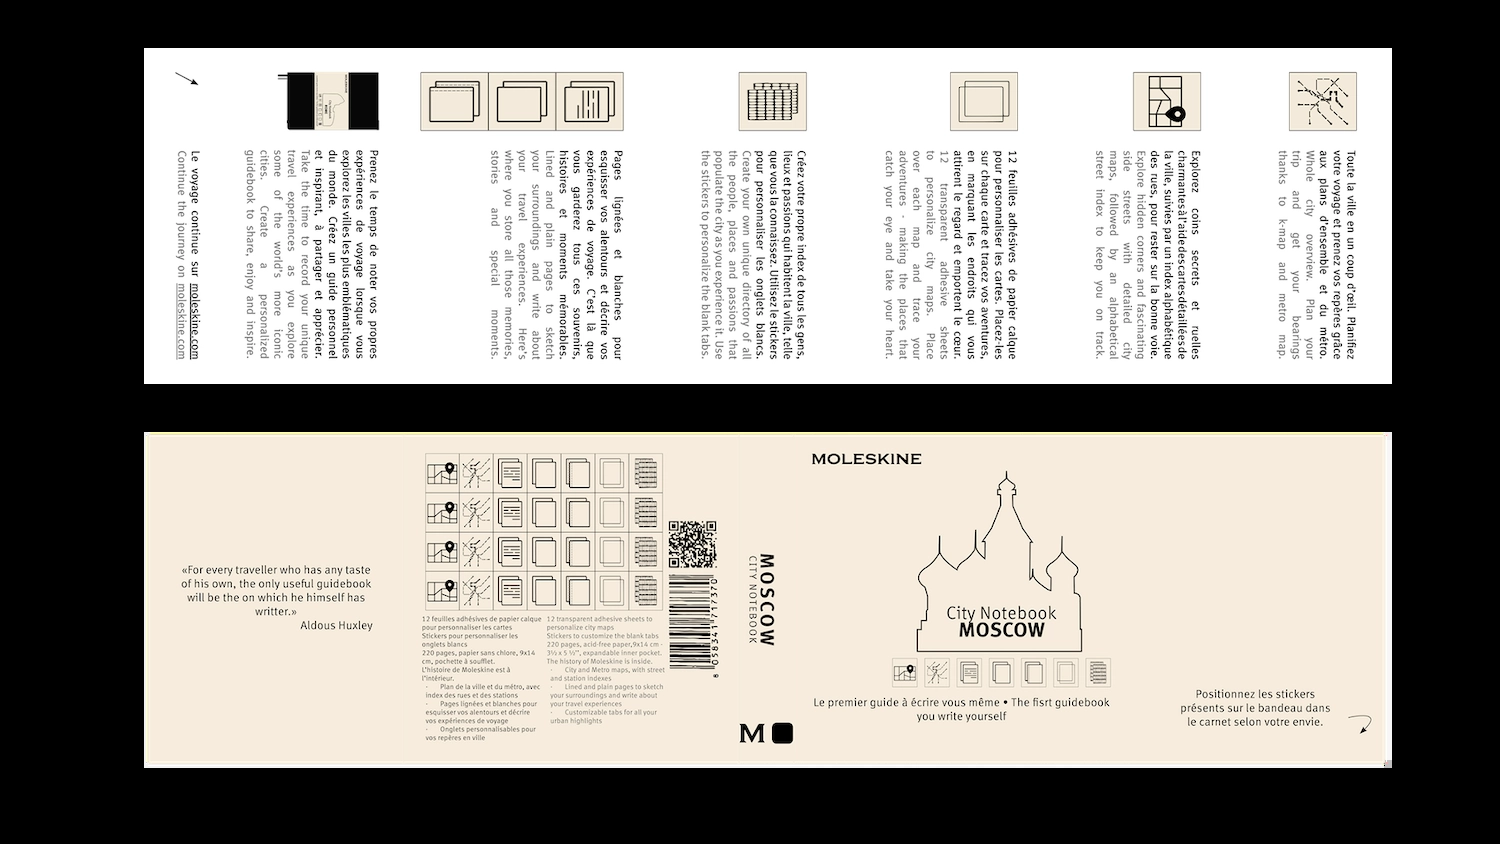 Toute la ville en un coup d'œil. Planifiez
votre voyage et prenez vos repères grâce
aux plans d'ensemble et du métro.
Whole city overview. Plan your
trip and get your bearings
thanks to k-map and metro map.
Explorez coins secrets et ruelles
charmantes à l'aide des cartes détaillées de
la ville, suivies par un index alphabétique
des rues, pour rester sur la bonne voie.
Explore hidden corners and fascinating
side streets with detailed city
maps, followed by an alphabetical
street index to keep you on track.
12 feuilles adhésives de papier calque
pour personaliser les cartes. Placez-les
sur chaque carte et tracez vos aventures,
en marquant les endroits qui vous
attirent le regard et emportent le cœur.
12 transparent adhesive sheets
to personalize city maps. Place
over each map and trace your
adventures - making the places that
catch your eye and take your heart.
Créez votre propre index de tous les gens,
lieux et passions qui habitent la ville, telle
que vous la connaissez. Utilisez le stickers
pour personnaliser les onglets blancs.
Create your own unique directory of all
the people, places and passions that
populate the city as you experience it. Use
the stickers to personalize the blank tabs.
Pages lignées et blanches pour
esquisser vos alentours et décrire vos
expériences de voyage. C'est là que
vous garderez tous ces souvenirs,
histoires et moments mémorables.
Lined and plain pages to sketch
your surroundings and write about
your travel experiences. Here's
where you store all those memories,
stories and special moments.
Prenez le temps de noter vos propres
expériences de voyage lorsque vous
explorez les villes les plus emblématiques
du monde. Créez un guide personnel
et inspirant, à partager et apprécier.
Take the time to record your unique
travel experiences as you explore
some of the world's more iconic
cities. Create a personalized
guidebook to share, enjoy and inspire.
Le voyage continue sur moleskine.com
Continue the journey on moleskine.com
«For every traveller who has any taste
of his own, the only useful guidebook
will be the on which he himself has
writter.»
Aldous Huxley
12 feuilles adhésives de papier calque
pour personaliser les cartes
Stickers pour personaliser les
onglets blancs
220 pages, papier sans chlore, 9x14
cm, pochette à soufflet.
L'histoire de Moleskine est à
l'intérieur.
· Plan de la ville et du métro, avec
index des rues et des stations
· Pages lignées et blanches pour
esquisser vos alentours et décrire
vos expériences de voyage
· Onglets personnalisables pour
vos repères en ville
12 transparent adhesive sheets to
personalize city maps
Stickers to customize the blank tabs
220 pages, acid-free paper,9x14 cm -
3½ x 5 ½", expandable inner pocket.
The history of Moleskine is inside.
· City and Metro maps, with street
and station indexes
· Lined and plain pages to sketch
your surroundings and write about
your travel experiences
· Customizable tabs for all your
urban highlights
8 058341 717370
MOSCOW
CITY NOTEBOOK
M
MOLESKINE
City Notebook
MOSCOW
Le premier guide à écrire vous même • The fisrt guidebook
you write yourself
Positionnez les stickers
présents sur le bandeau dans
le carnet selon votre envie.